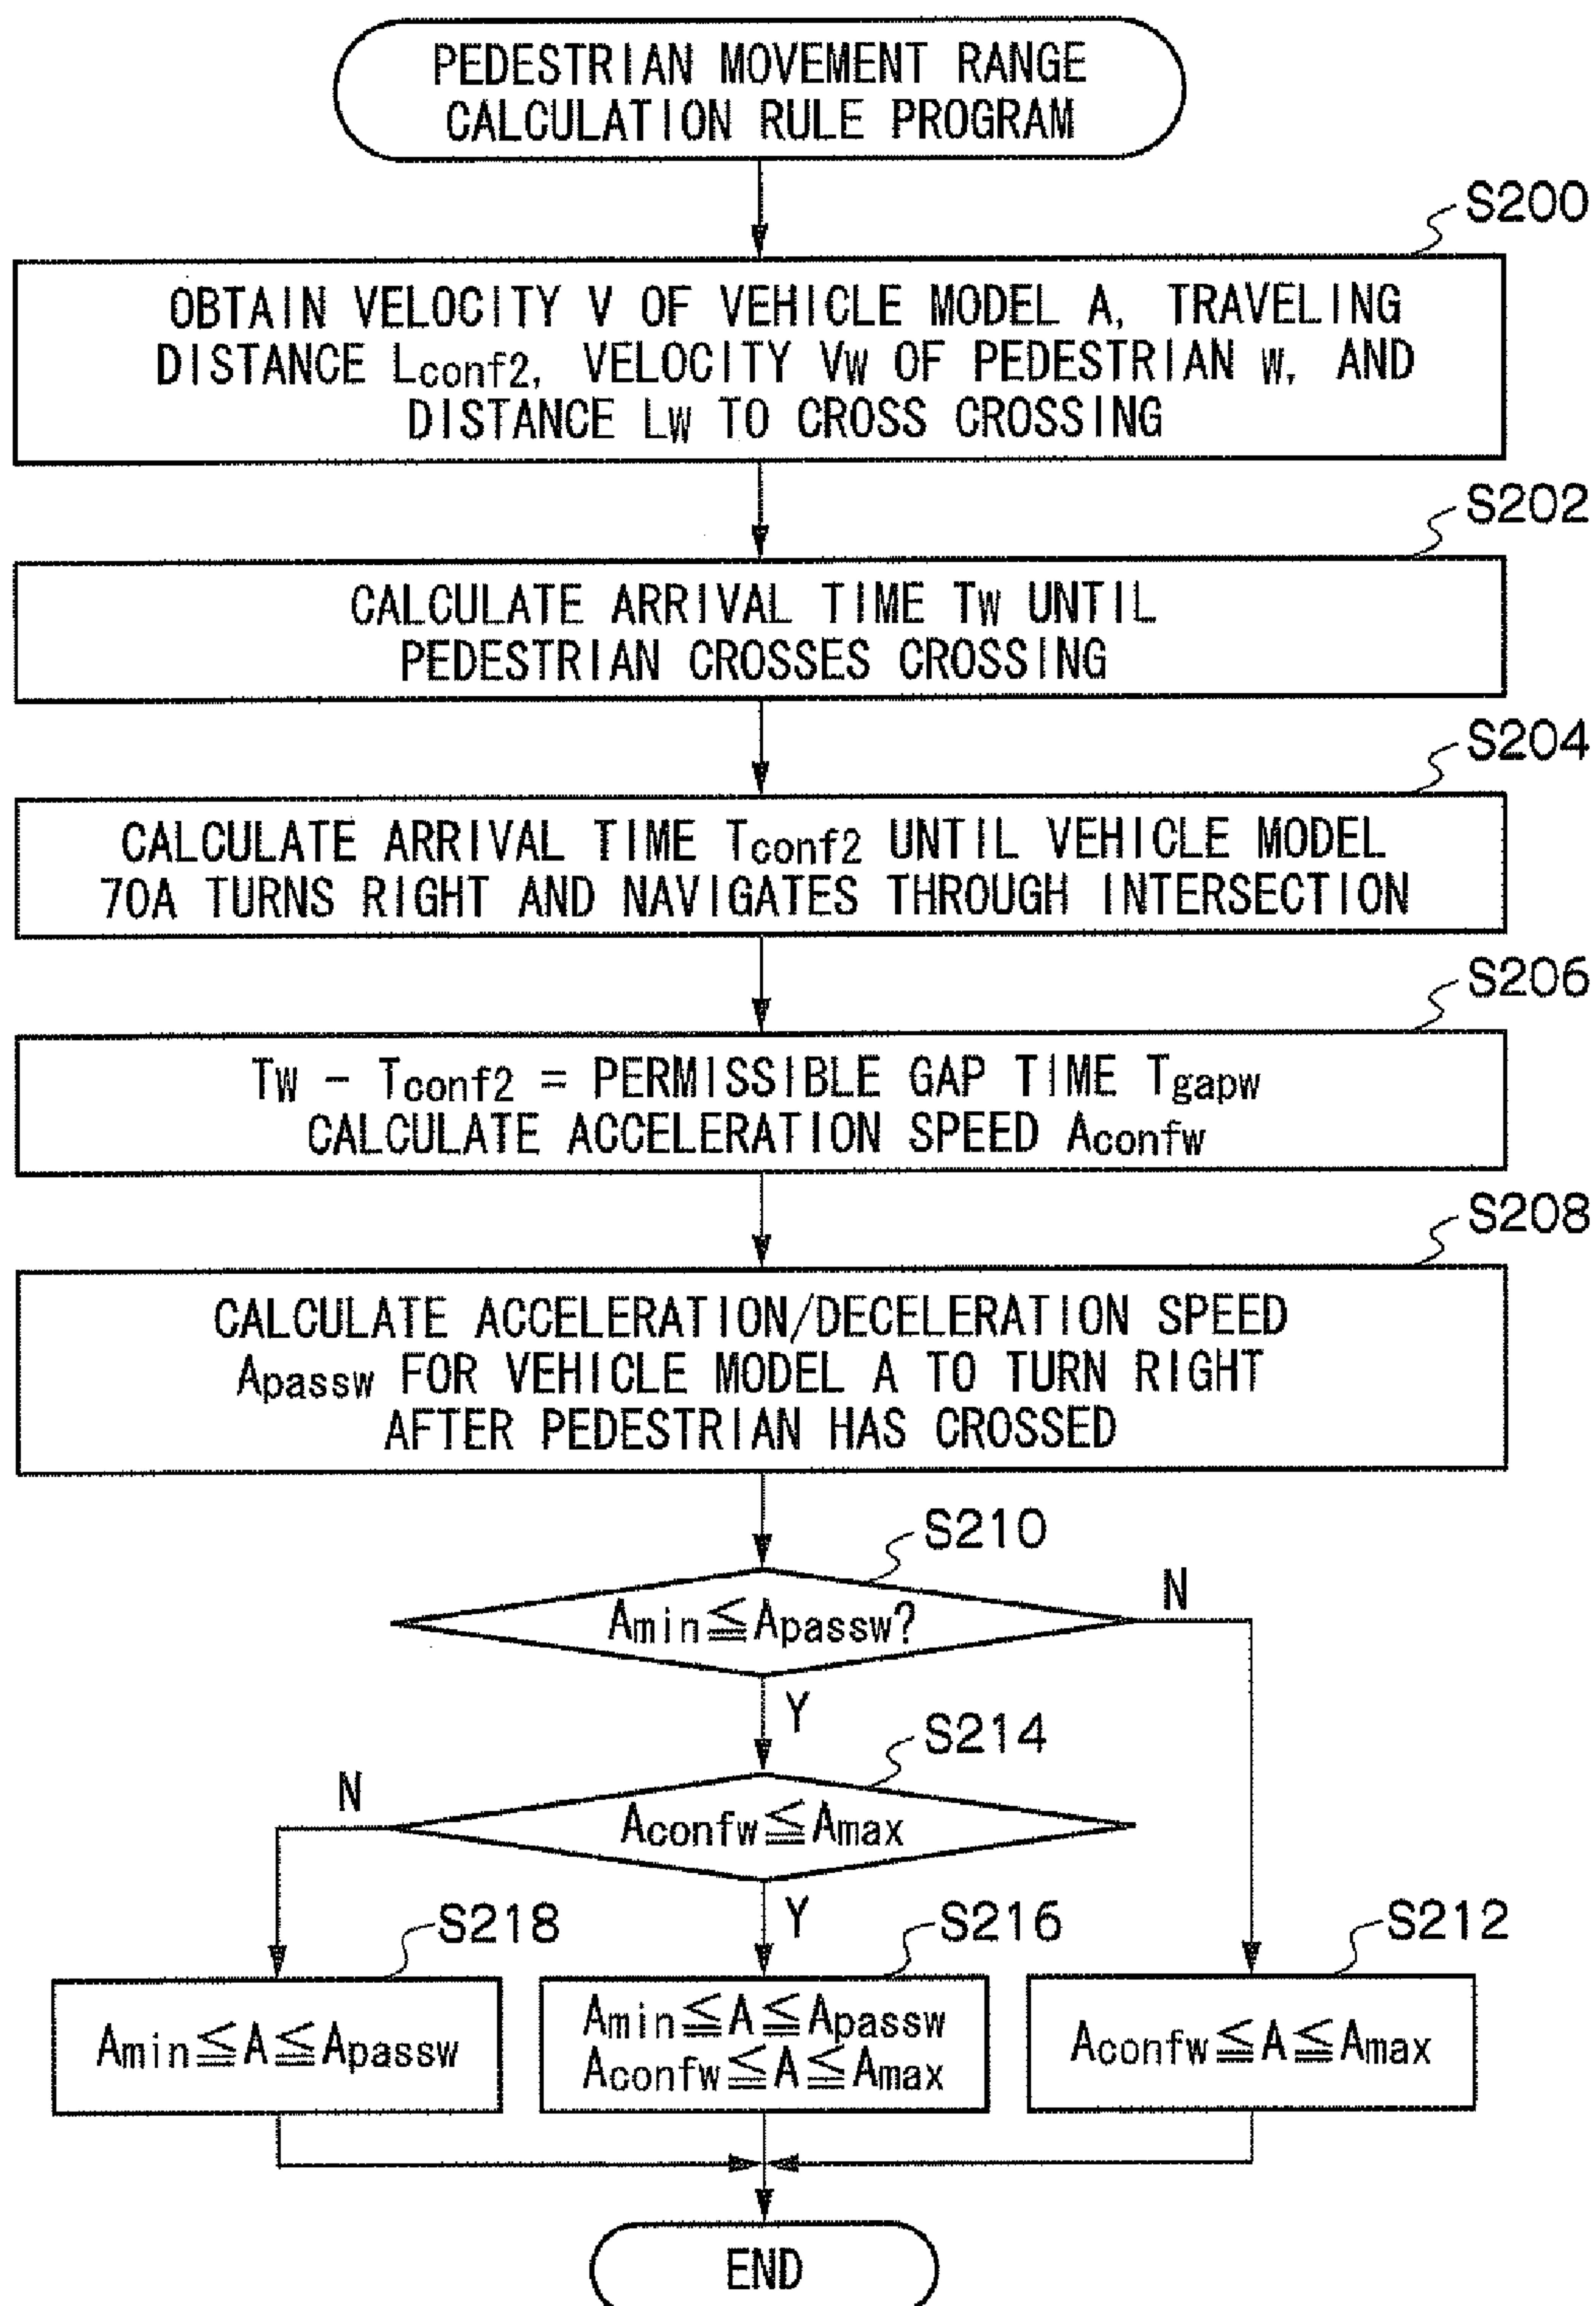 PEDESTRIAN MOVEMENT RANGE
CALCULATION RULE PROGRAM
S200
OBTAIN VELOCITY V OF VEHICLE MODEL A, TRAVELING
DISTANCE Lconf2, VELOCITY Vw OF PEDESTRIAN w, AND
DISTANCE Lw TO CROSS CROSSING
S202
CALCULATE ARRIVAL TIME Tw UNTIL
PEDESTRIAN CROSSES CROSSING
S204
CALCULATE ARRIVAL TIME Tconf2 UNTIL VEHICLE MODEL
70A TURNS RIGHT AND NAVIGATES THROUGH INTERSECTION
S206
Tw - Tconf2 = PERMISSIBLE GAP TIME Tgapw
CALCULATE ACCELERATION SPEED Aconfw
S208
CALCULATE ACCELERATION/DECELERATION SPEED
Apassw FOR VEHICLE MODEL A TO TURN RIGHT
AFTER PEDESTRIAN HAS CROSSED
S210
Amin≦Apassw?
N
Y
S214
Aconfw≦Amax
N
Y
S218
Amin≦A≦Apassw
S216
Amin≦A≦Apassw
Aconfw≦A≦Amax
S212
Aconfw≦A≦Amax
END